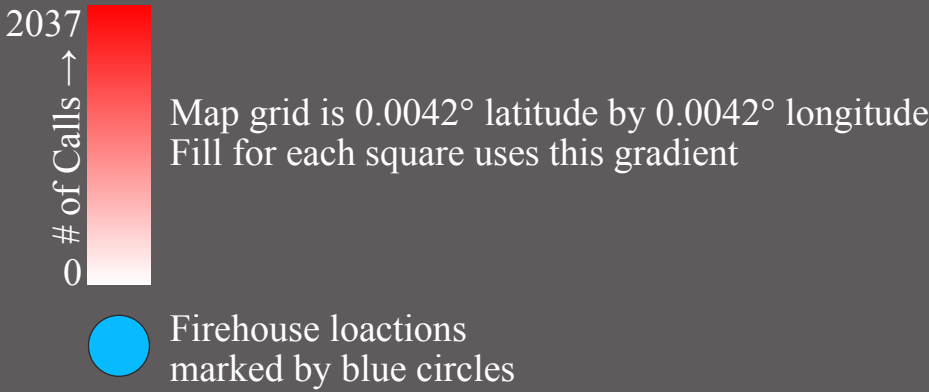 2037
# of Calls →
0
Map grid is 0.0042° latitude by 0.0042° longitude
Fill for each square uses this gradient
Firehouse loactions
marked by blue circles